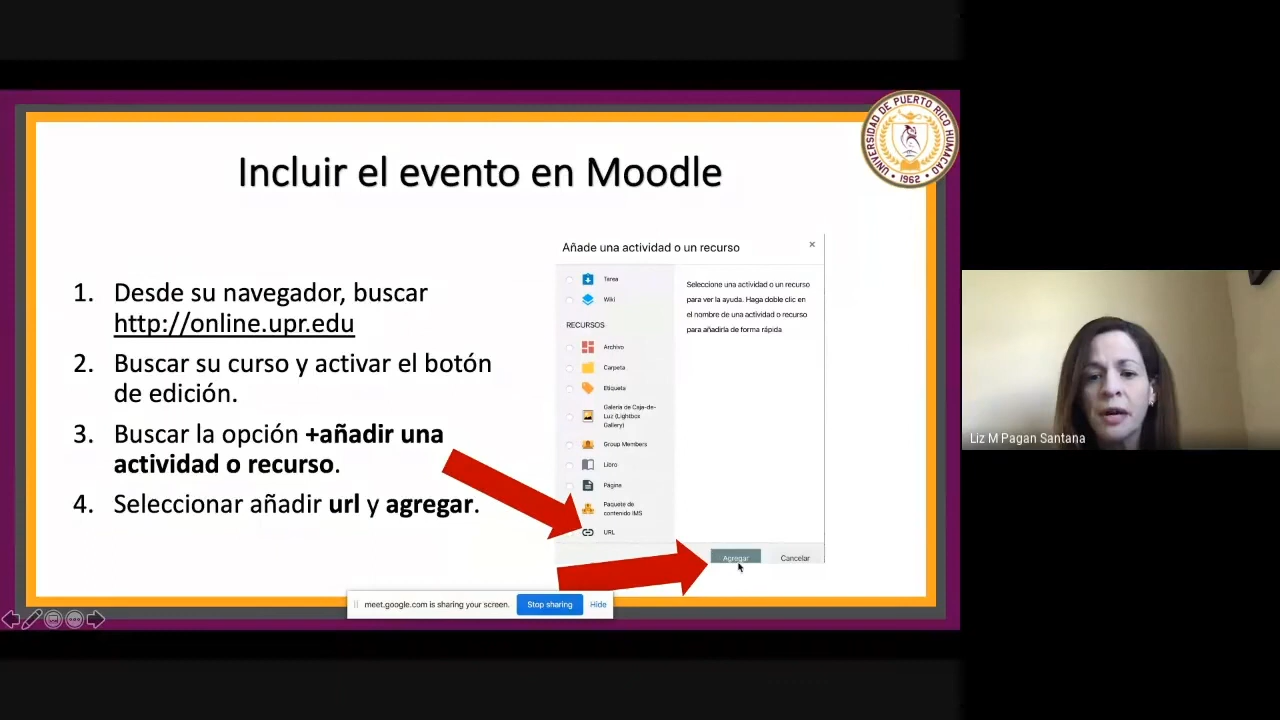 UNIVERSIDAD DE PUERTO RICO HUMACAO
1962
Incluir el evento en Moodle
1. Desde su navegador, buscar
http://online.upr.edu
2. Buscar su curso y activar el botón
de edición.
3. Buscar la opción +añadir una
actividad o recurso.
4. Seleccionar añadir url y agregar.
Añade una actividad o un recurso
×
Tarea
Wiki
RECURSOS
Archivo
Carpeta
Etiqueta
Galería de Caja-de-
Luz (Lightbox
Gallery)
Group Members
Libro
Página
Paquete de
contenido IMS
URL
Seleccione una actividad o un recurso
para ver la ayuda. Haga doble clic en
el nombre de una actividad o recurso
para añadirla de forma rápida
Agregar
Cancelar
meet.google.com is sharing your screen.
Stop sharing
Hide
Liz M Pagan Santana